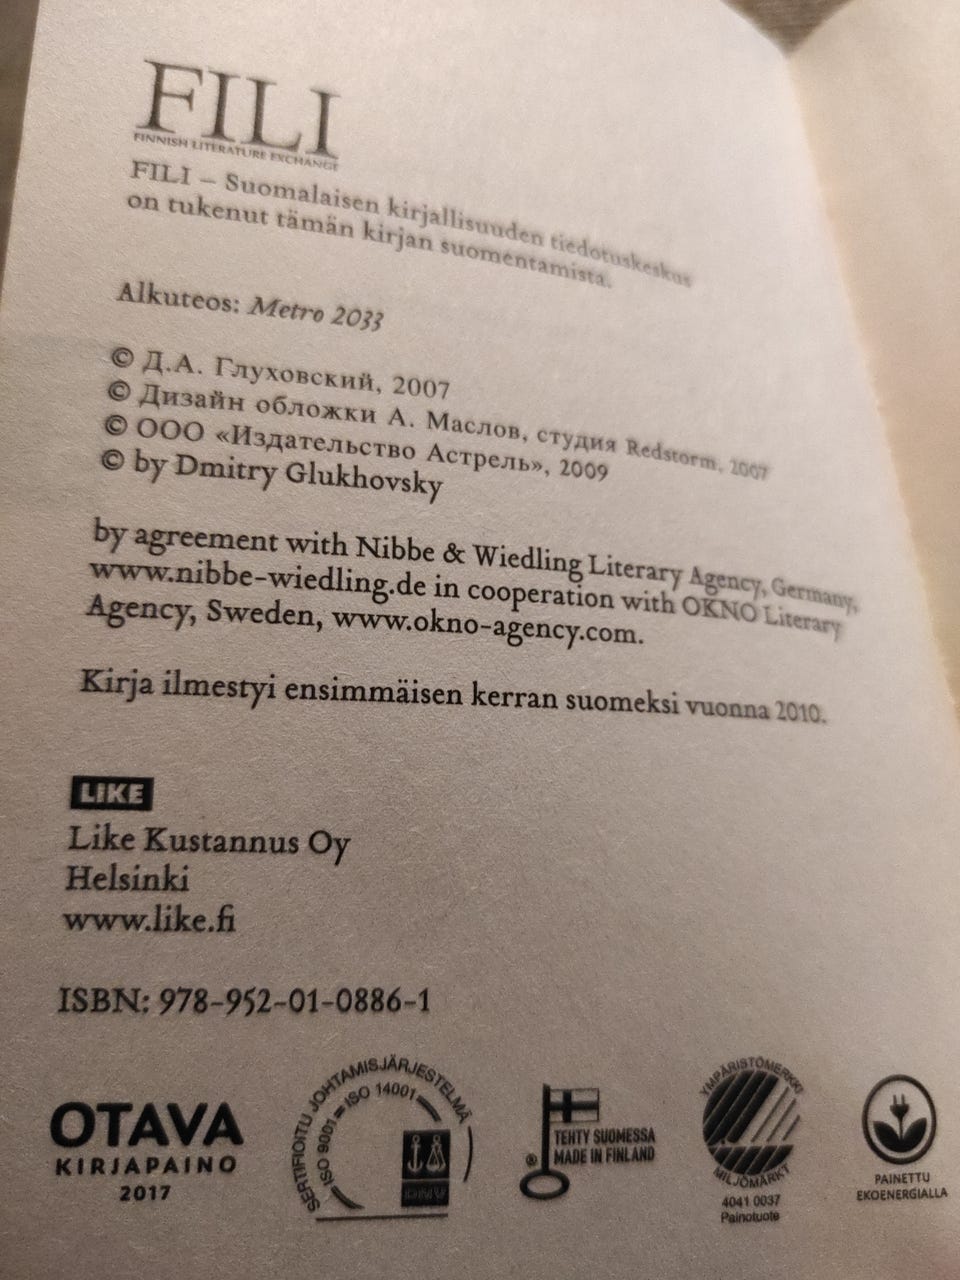 FILI
FINNISH LITERATURE EXCHANGE
FILI – Suomalaisen kirjallisuuden tiedotuskeskus
on tukenut tämän kirjan suomentamista.
Alkuteos: Metro 2033
© Д.А. Глуховский, 2007
© Дизайн обложки А. Маслов, студия Redstorm, 2007
© ООО «Издательство Астрель», 2009
© by Dmitry Glukhovsky
by agreement with Nibbe & Wiedling Literary Agency, Germany,
www.nibbe-wiedling.de in cooperation with OKNO Literary
Agency, Sweden, www.okno-agency.com.
Kirja ilmestyi ensimmäisen kerran suomeksi vuonna 2010.
LIKE
Like Kustannus Oy
Helsinki
www.like.fi
ISBN: 978-952-01-0886-1
OTAVA
KIRJAPAINO
2017
SERTIFIOITU JOHTAMISJÄRJESTELMÄ
ISO 9001 = ISO 14001
DNV
® TEHTY SUOMESSA
MADE IN FINLAND
YMPÄRISTÖMERKKI
MILJÖMÄRKT
4041 0037
Painotuote
PAINETTU
EKOENERGIALLA